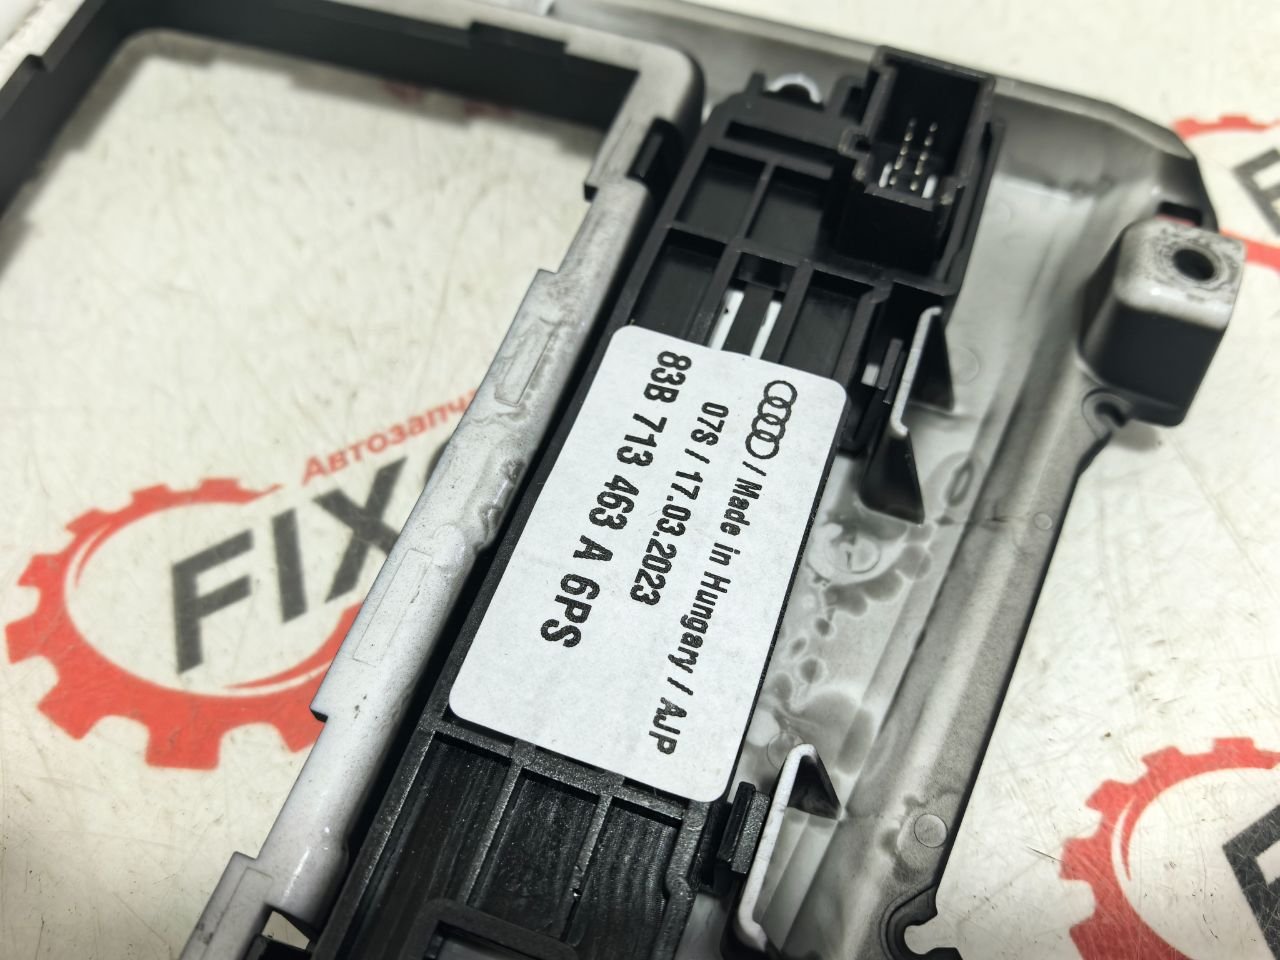 / Made in Hungary / AJP
07S / 17.03.2023
83B 713 463 A 6PS
Автозапч
FIX